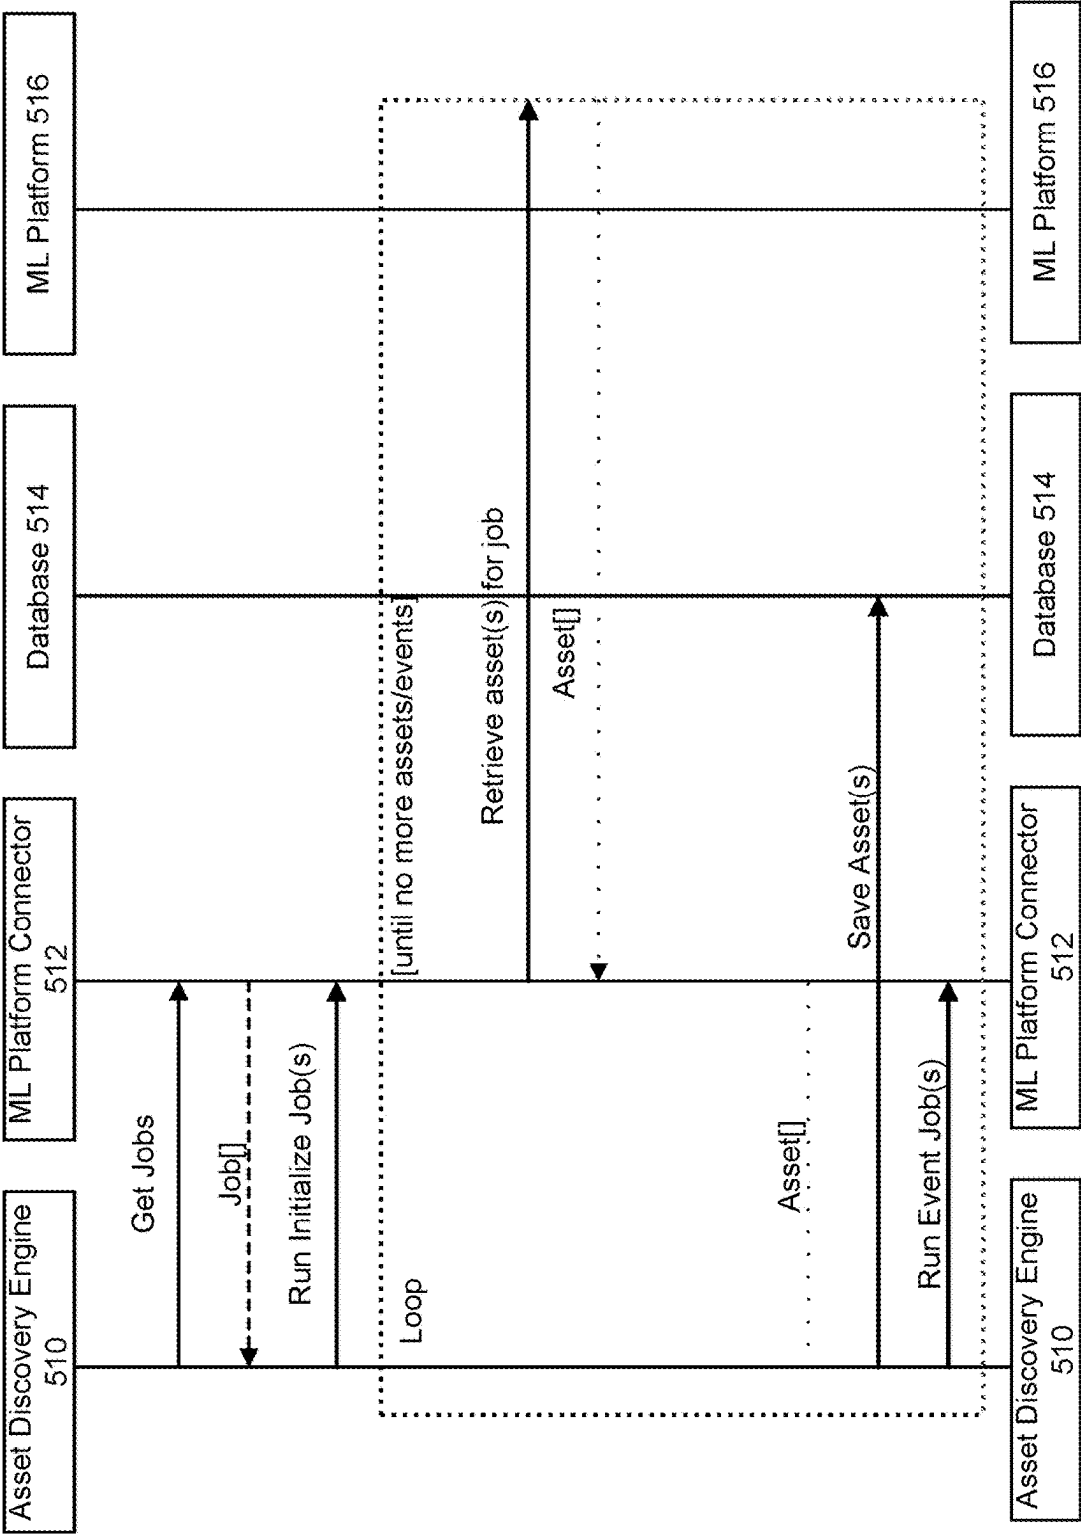 Asset Discovery Engine
510
ML Platform Connector
512
Database 514
ML Platform 516
Get Jobs
Job[]
Run Initialize Job(s)
Loop
[until no more assets/events]
Retrieve asset(s) for job
Asset[]
Asset[]
Save Asset(s)
Run Event Job(s)
Asset Discovery Engine
510
ML Platform Connector
512
Database 514
ML Platform 516